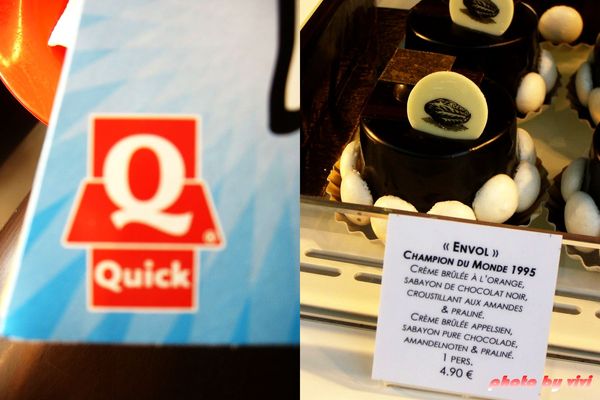 Q
Quick
« ENVOL »
CHAMPION DU MONDE 1995
CRÈME BRÛLÉE À L'ORANGE,
SABAYON DE CHOCOLAT NOIR,
CROUSTILLANT AUX AMANDES
& PRALINÉ.
CRÈME BRÛLÉE APPELSIEN,
SABAYON PURE CHOCOLADE,
AMANDELNOTEN & PRALINÉ.
1 PERS.
4.90 €
photo by vivi